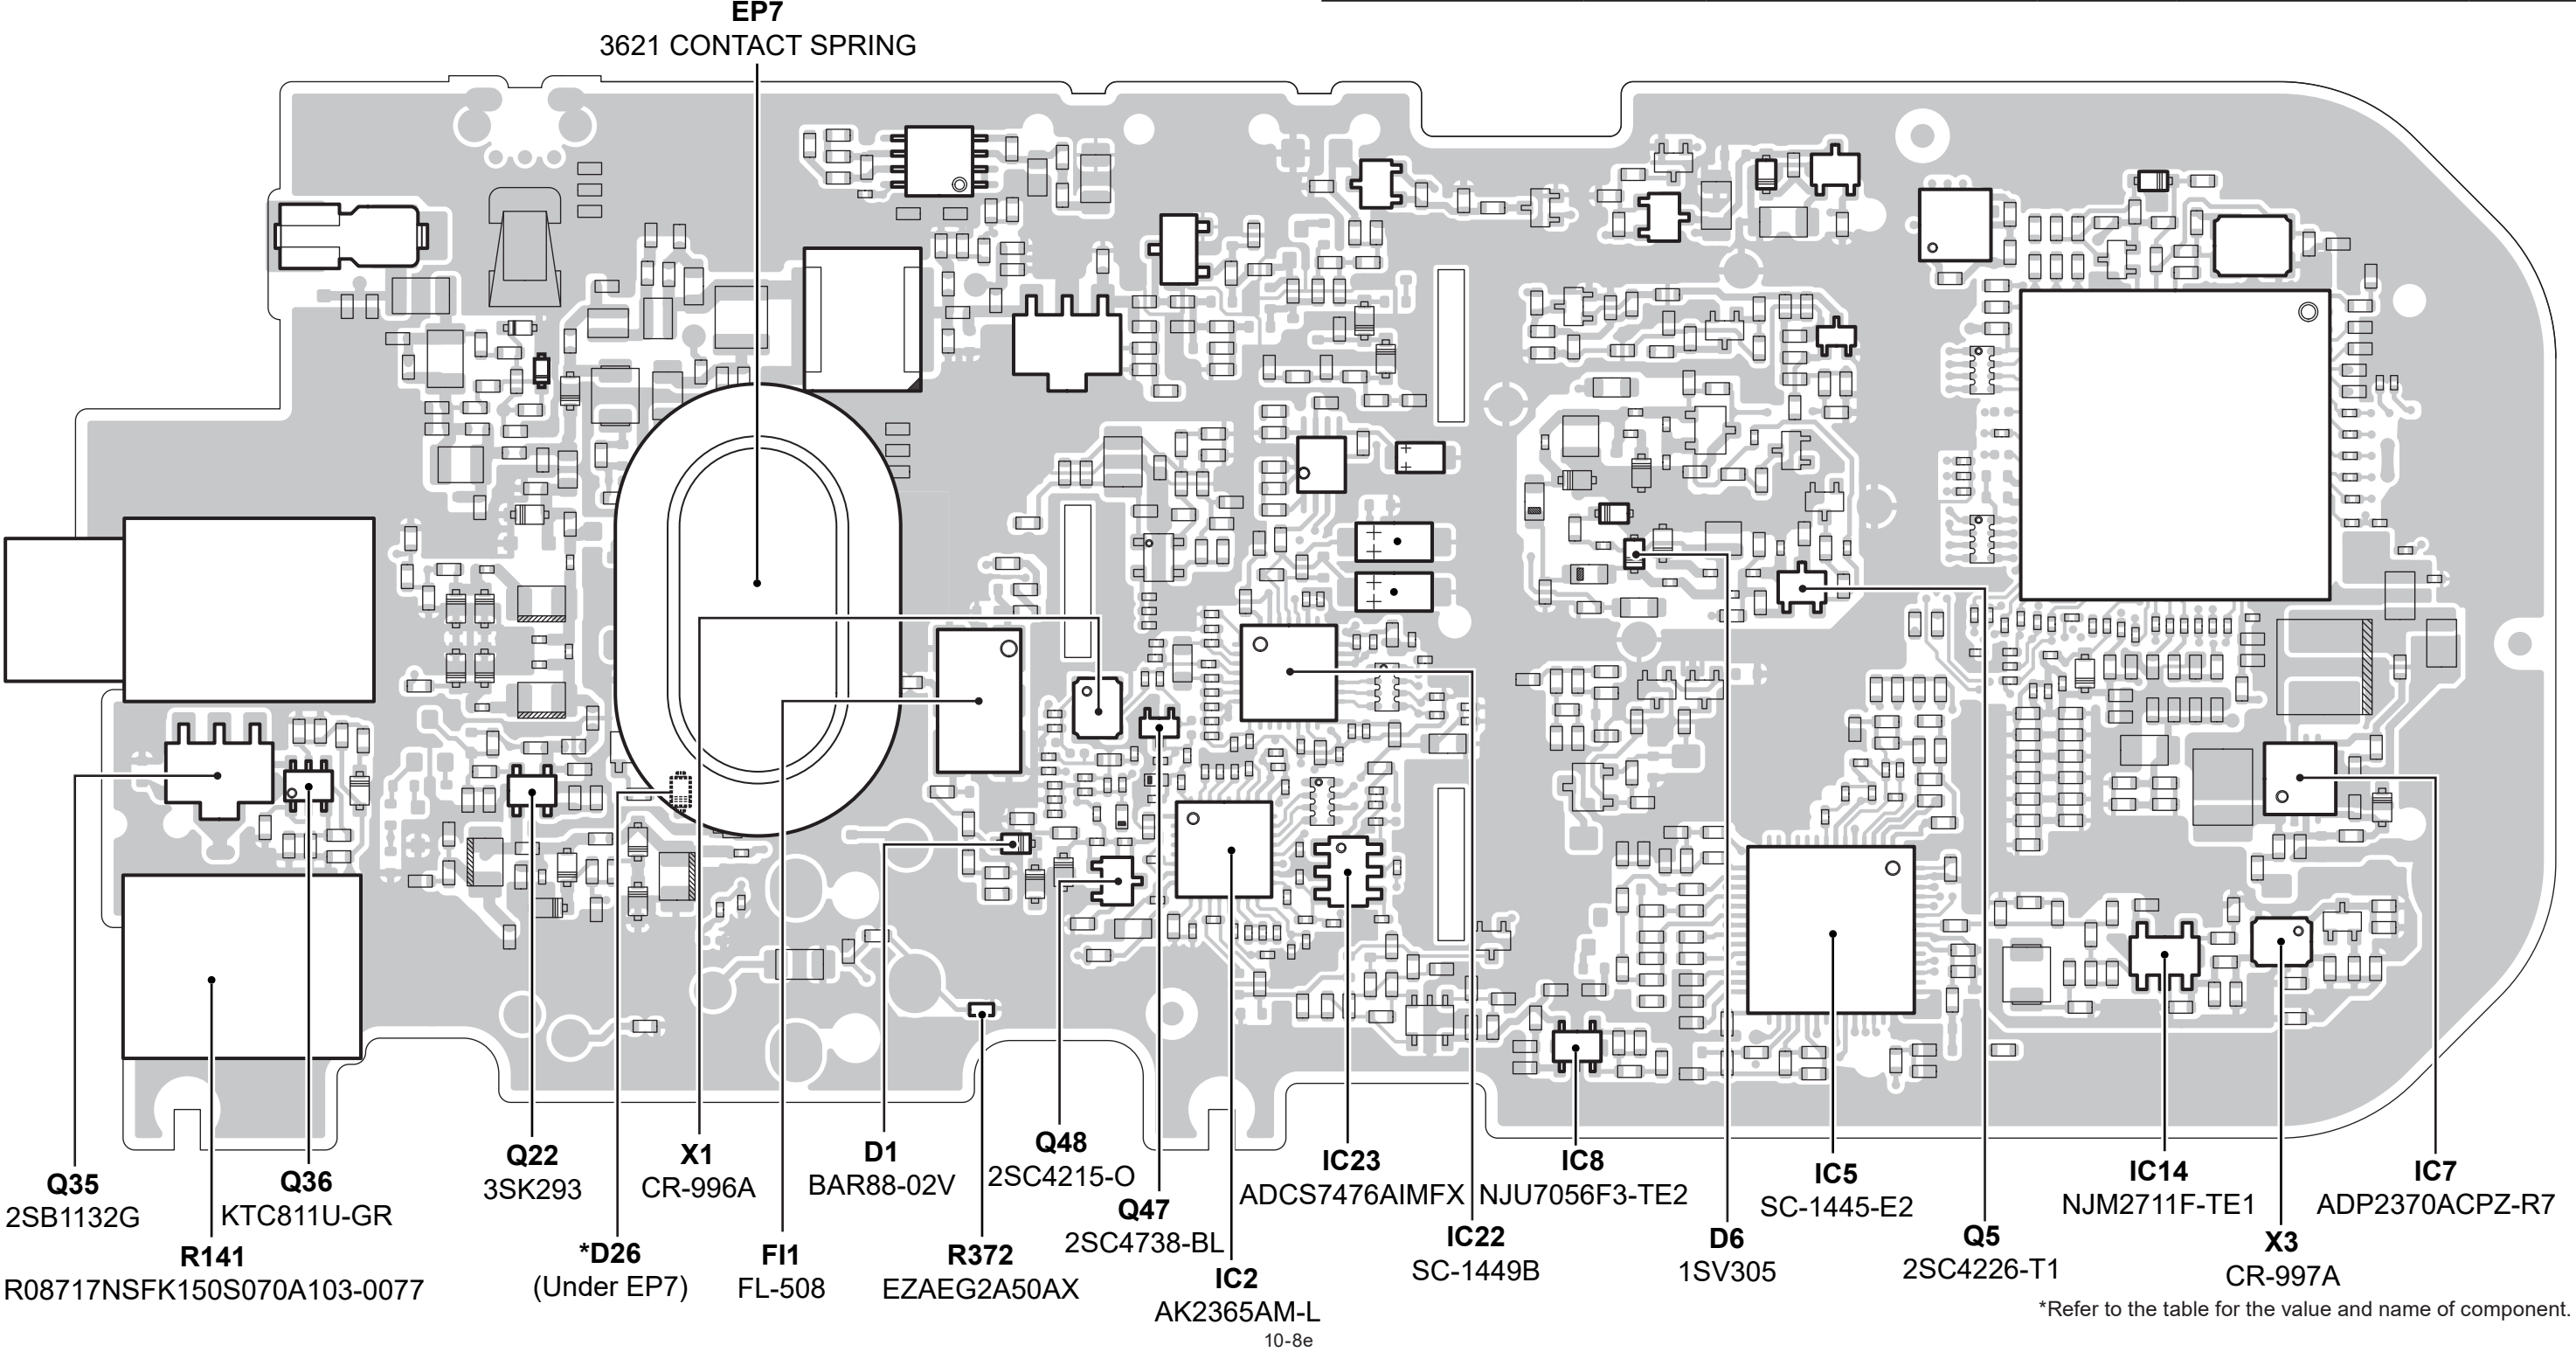 EP7
3621 CONTACT SPRING
Q35
2SB1132G
R141
R08717NSFK150S070A103-0077
Q36
KTC811U-GR
Q22
3SK293
*D26
(Under EP7)
X1
CR-996A
FI1
FL-508
D1
BAR88-02V
R372
EZAEG2A50AX
Q48
2SC4215-O
Q47
2SC4738-BL
IC2
AK2365AM-L
IC23
ADCS7476AIMFX
IC22
SC-1449B
IC8
NJU7056F3-TE2
D6
1SV305
IC5
SC-1445-E2
Q5
2SC4226-T1
IC14
NJM2711F-TE1
X3
CR-997A
IC7
ADP2370ACPZ-R7
*Refer to the table for the value and name of component.
10-8e